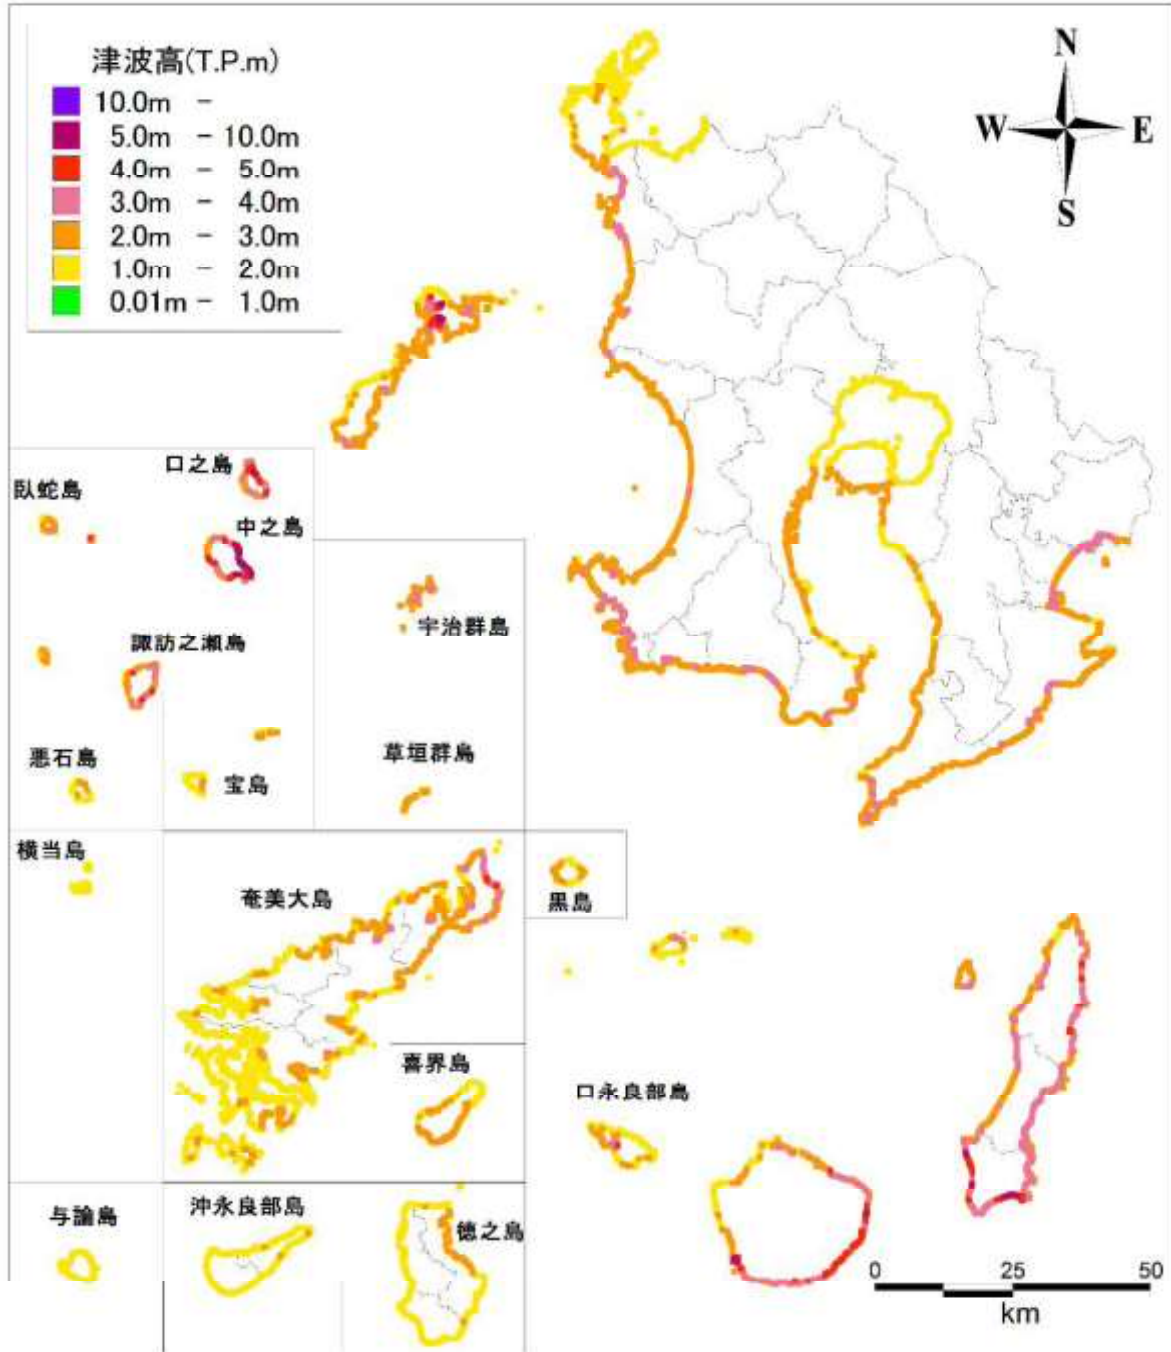 津波高(T.P.m)
10.0m -
5.0m - 10.0m
4.0m - 5.0m
3.0m - 4.0m
2.0m - 3.0m
1.0m - 2.0m
0.01m - 1.0m
N
W E
S
口之島
臥蛇島
中之島
宇治群島
諏訪之瀬島
悪石島
宝島
草垣群島
横当島
奄美大島
黒島
喜界島
口永良部島
与論島
沖永良部島
徳之島
0 25 50
km